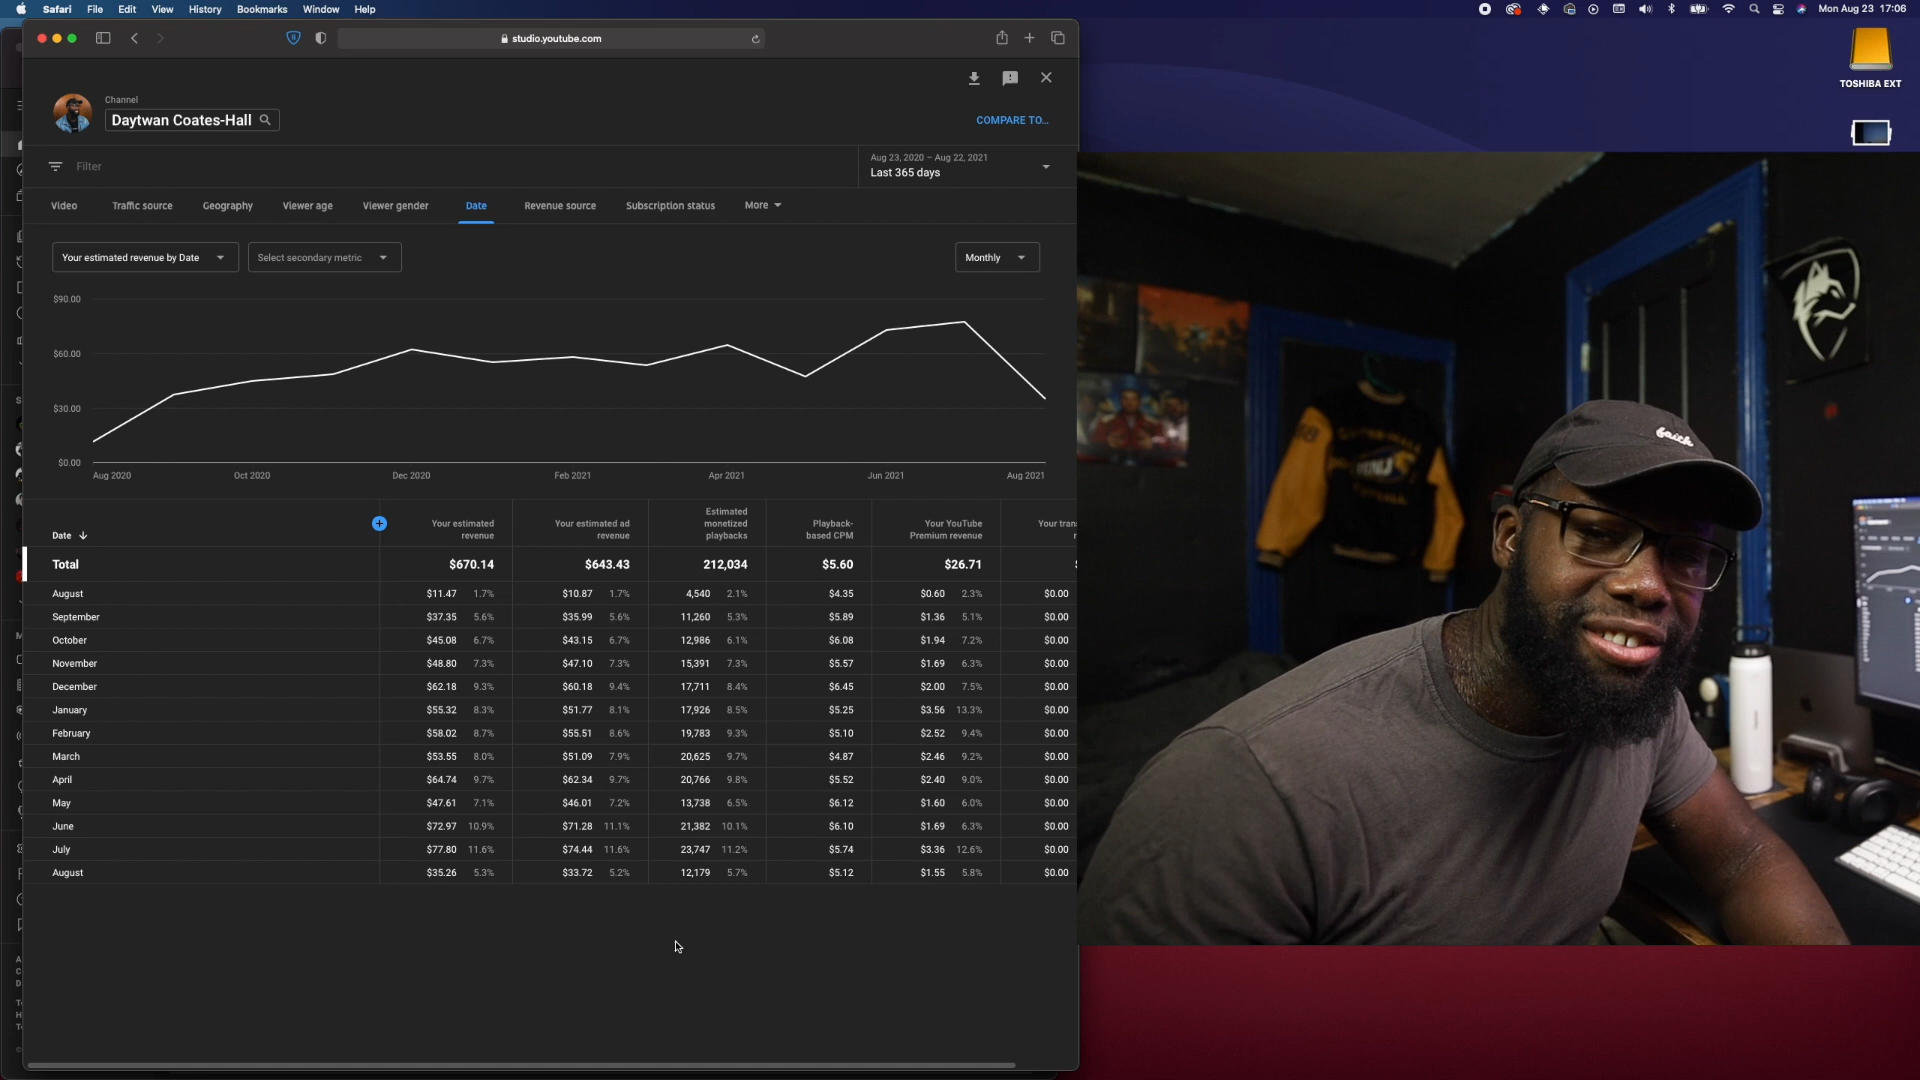 Safari File Edit View History Bookmarks Window Help
Mon Aug 23 17:06
studio.youtube.com
TOSHIBA EXT
Channel
Daytwan Coates-Hall
COMPARE TO...
Filter
Aug 23, 2020 – Aug 22, 2021
Last 365 days
Video Traffic source Geography Viewer age Viewer gender Date Revenue source Subscription status More
Your estimated revenue by Date Select secondary metric Monthly
$90.00
$60.00
$30.00
$0.00
Aug 2020 Oct 2020 Dec 2020 Feb 2021 Apr 2021 Jun 2021 Aug 2021
Date Your estimated revenue Your estimated ad revenue Estimated monetized playbacks Playback-based CPM Your YouTube Premium revenue Your
Total $670.14 $643.43 212,034 $5.60 $26.71
August $11.47 1.7% $10.87 1.7% 4,540 2.1% $4.35 $0.60 2.3% $0.00
September $37.35 5.6% $35.99 5.6% 11,260 5.3% $5.89 $1.36 5.1% $0.00
October $45.08 6.7% $43.15 6.7% 12,986 6.1% $6.08 $1.94 7.2% $0.00
November $48.80 7.3% $47.10 7.3% 15,391 7.3% $5.57 $1.69 6.3% $0.00
December $62.18 9.3% $60.18 9.4% 17,711 8.4% $6.45 $2.00 7.5% $0.00
January $55.32 8.3% $51.77 8.1% 17,926 8.5% $5.25 $3.56 13.3% $0.00
February $58.02 8.7% $55.51 8.6% 19,783 9.3% $5.10 $2.52 9.4% $0.00
March $53.55 8.0% $51.09 7.9% 20,625 9.7% $4.87 $2.46 9.2% $0.00
April $64.74 9.7% $62.34 9.7% 20,766 9.8% $5.52 $2.40 9.0% $0.00
May $47.61 7.1% $46.01 7.2% 13,738 6.5% $6.12 $1.60 6.0% $0.00
June $72.97 10.9% $71.28 11.1% 21,382 10.1% $6.10 $1.69 6.3% $0.00
July $77.80 11.6% $74.44 11.6% 23,747 11.2% $5.74 $3.36 12.6% $0.00
August $35.26 5.3% $33.72 5.2% 12,179 5.7% $5.12 $1.55 5.8% $0.00
faith